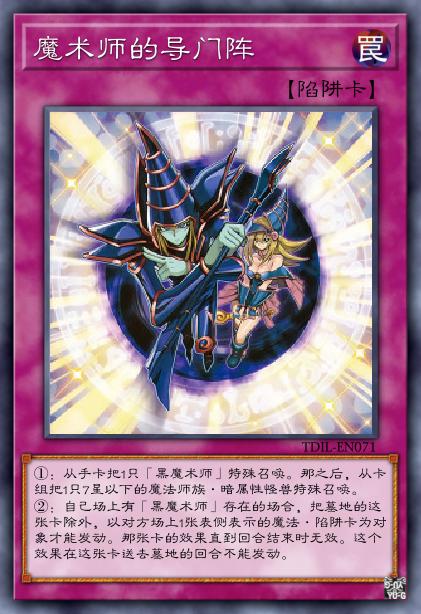 魔术师的导门阵
罠
【陷阱卡】
TDIL-EN071
①：从手卡把1只「黑魔术师」特殊召唤。那之后，从卡
组把1只7星以下的魔法师族·暗属性怪兽特殊召唤。
②：自己场上有「黑魔术师」存在的场合，把墓地的这
张卡除外，以对方场上1张表侧表示的魔法·陷阱卡为对
象才能发动。那张卡的效果直到回合结束时无效。这个
效果在这张卡送去墓地的回合不能发动。